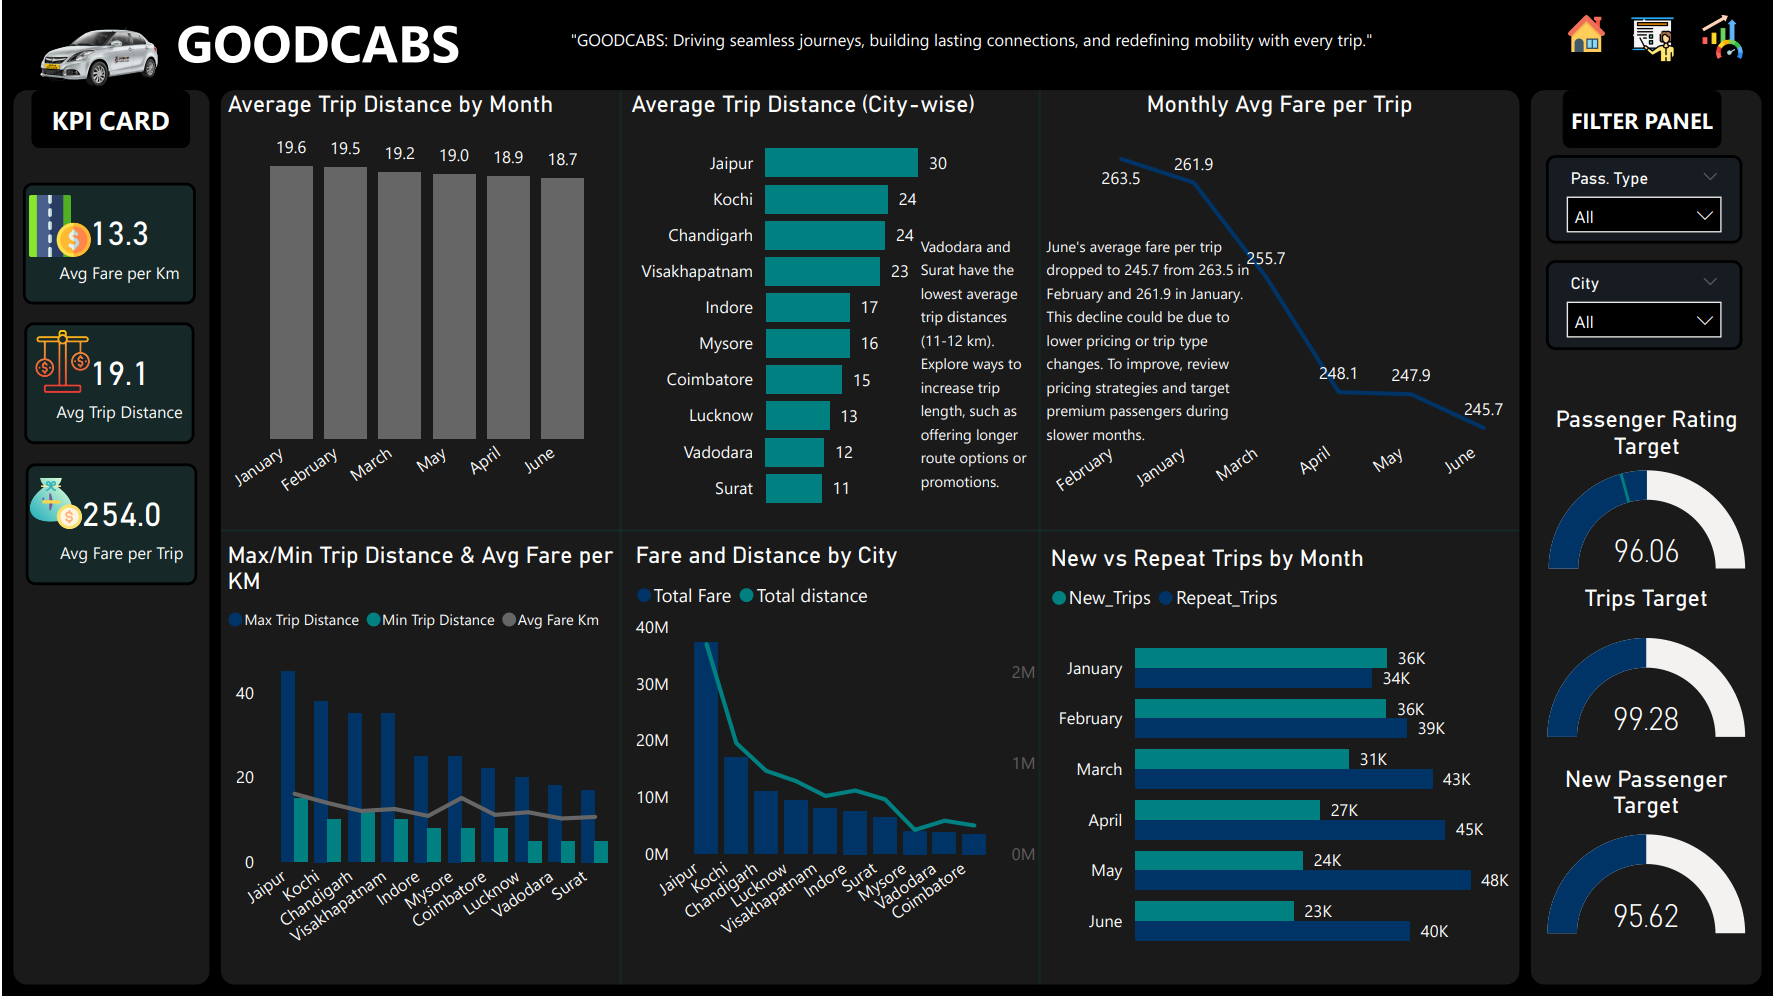 GOODCABS
"GOODCABS: Driving seamless journeys, building lasting connections, and redefining mobility with every trip."
KPI CARD
13.3
Avg Fare per Km
19.1
Avg Trip Distance
254.0
Avg Fare per Trip
Average Trip Distance by Month
19.6
19.5
19.2
19.0
18.9
18.7
January
February
March
May
April
June
Average Trip Distance (City-wise)
Jaipur 30
Kochi 24
Chandigarh 24
Visakhapatnam 23
Indore 17
Mysore 16
Coimbatore 15
Lucknow 13
Vadodara 12
Surat 11
Vadodara and
Surat have the
lowest average
trip distances
(11-12 km).
Explore ways to
increase trip
length, such as
offering longer
route options or
promotions.
Monthly Avg Fare per Trip
263.5
261.9
255.7
248.1
247.9
245.7
June's average fare per trip
dropped to 245.7 from 263.5 in
February and 261.9 in January.
This decline could be due to
lower pricing or trip type
changes. To improve, review
pricing strategies and target
premium passengers during
slower months.
February
January
March
April
May
June
Max/Min Trip Distance & Avg Fare per
KM
Max Trip Distance Min Trip Distance Avg Fare Km
40
20
0
Jaipur
Kochi
Chandigarh
Visakhapatnam
Indore
Mysore
Coimbatore
Lucknow
Vadodara
Surat
Fare and Distance by City
Total Fare Total distance
40M
30M
20M
10M
0M
2M
1M
0M
Jaipur
Kochi
Chandigarh
Lucknow
Visakhapatnam
Indore
Surat
Mysore
Vadodara
Coimbatore
New vs Repeat Trips by Month
New_Trips Repeat_Trips
January 36K
34K
February 36K
39K
March 31K
43K
April 27K
45K
May 24K
48K
June 23K
40K
FILTER PANEL
Pass. Type
All
City
All
Passenger Rating
Target
96.06
Trips Target
99.28
New Passenger
Target
95.62